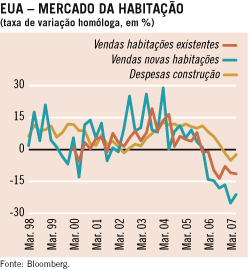 EUA – MERCADO DA HABITAÇÃO
(taxa de variação homóloga, em %)
Vendas habitações existentes
Vendas novas habitações
Despesas construção
30
15
0
-15
-30
Mar. 98
Mar. 99
Mar. 00
Mar. 01
Mar. 02
Mar. 03
Mar. 04
Mar. 05
Mar. 06
Mar. 07
Fonte: Bloomberg.